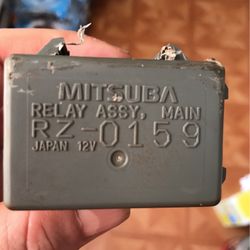 MITSUBA
RELAY ASSY, MAIN
RZ-0159
JAPAN 12V